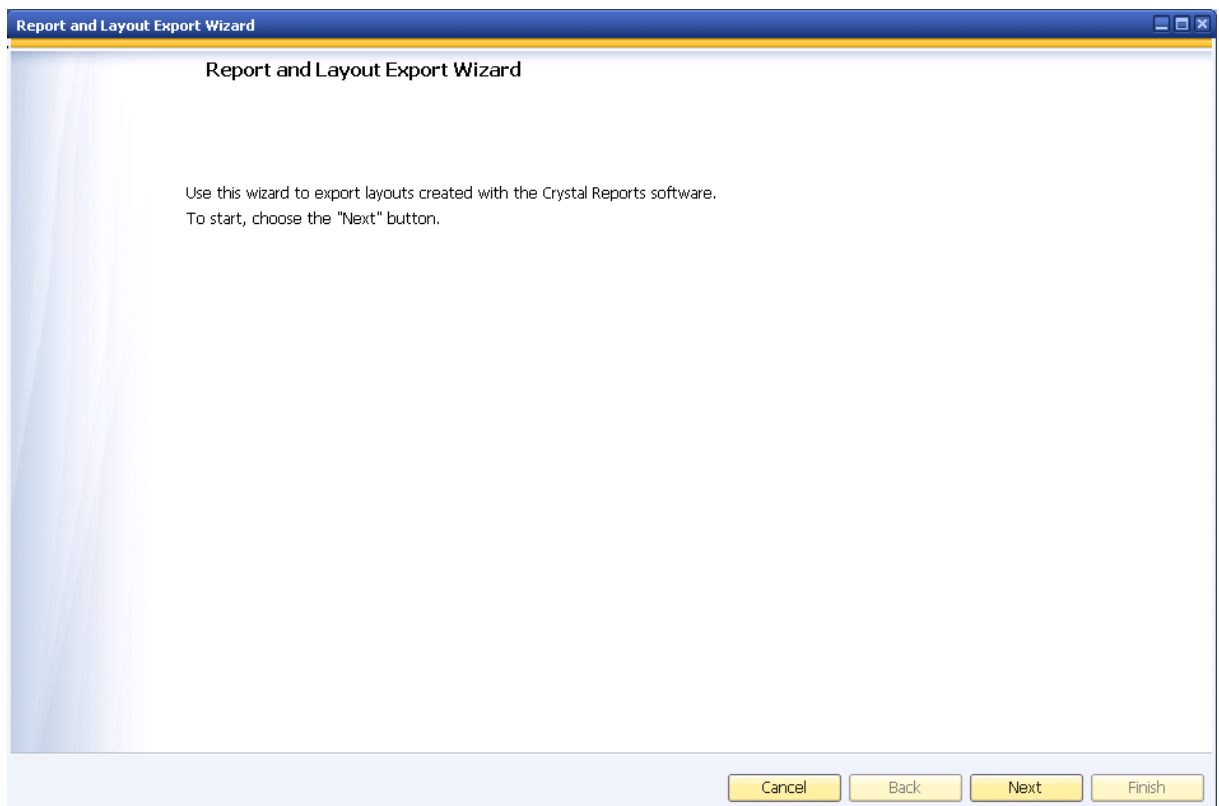 Report and Layout Export Wizard
Report and Layout Export Wizard
Use this wizard to export layouts created with the Crystal Reports software.
To start, choose the "Next" button.
Cancel Back Next Finish